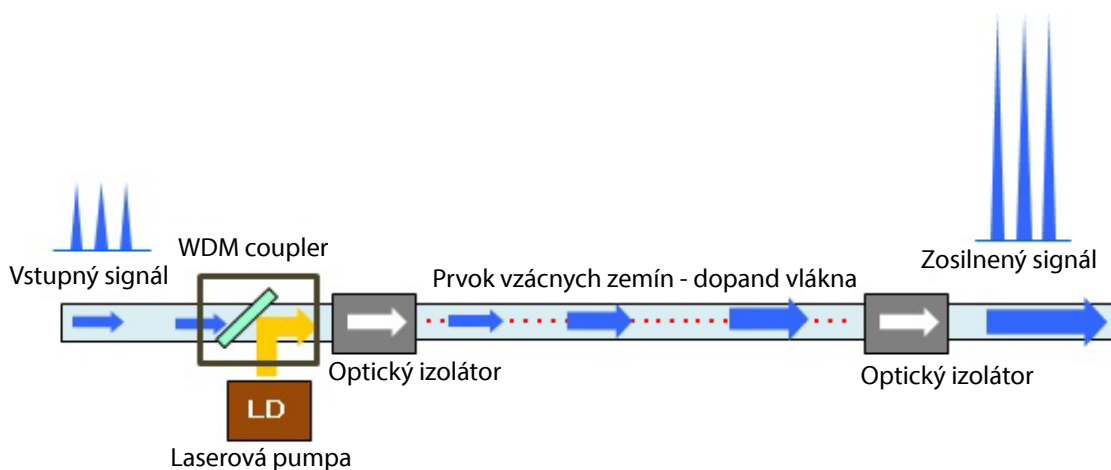 Vstupný signál
WDM coupler
Prvok vzácnych zemín - dopand vlákna
Zosilnený signál
Optický izolátor
Optický izolátor
LD
Laserová pumpa